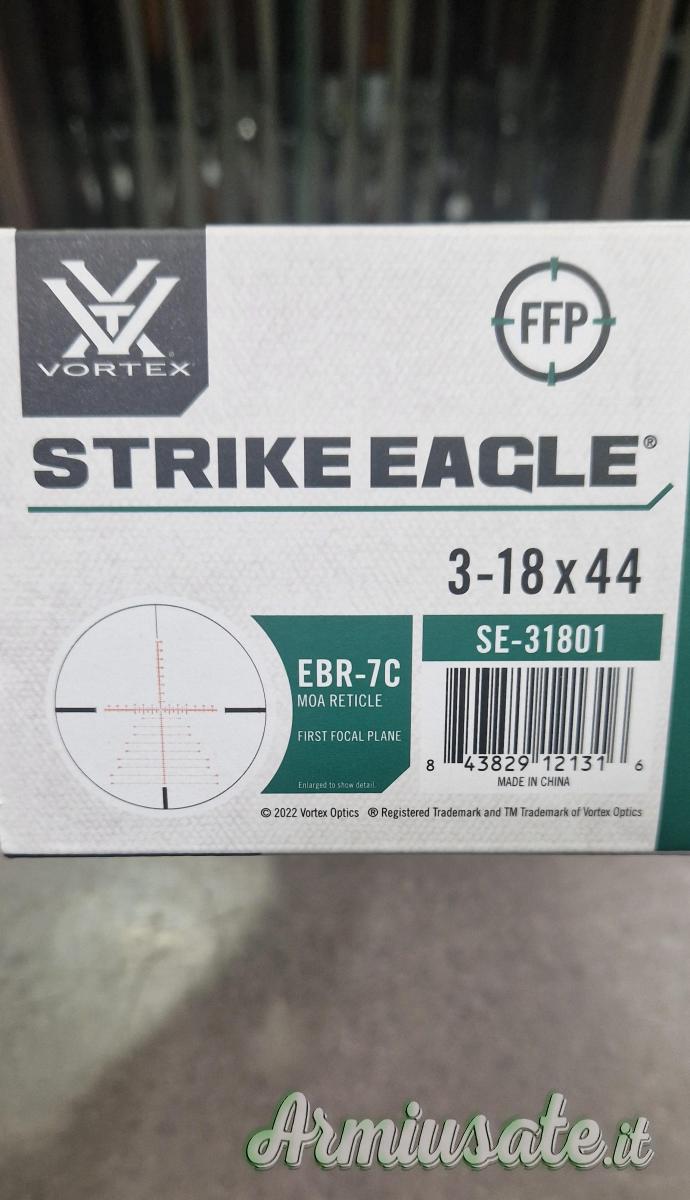 VORTEX®
FFP
STRIKE EAGLE®
3-18x44
SE-31801
EBR-7C
MOA RETICLE
FIRST FOCAL PLANE
Enlarged to show detail.
8 43829 12131 6
MADE IN CHINA
© 2022 Vortex Optics ® Registered Trademark and TM Trademark of Vortex Optics
Armiusate.it